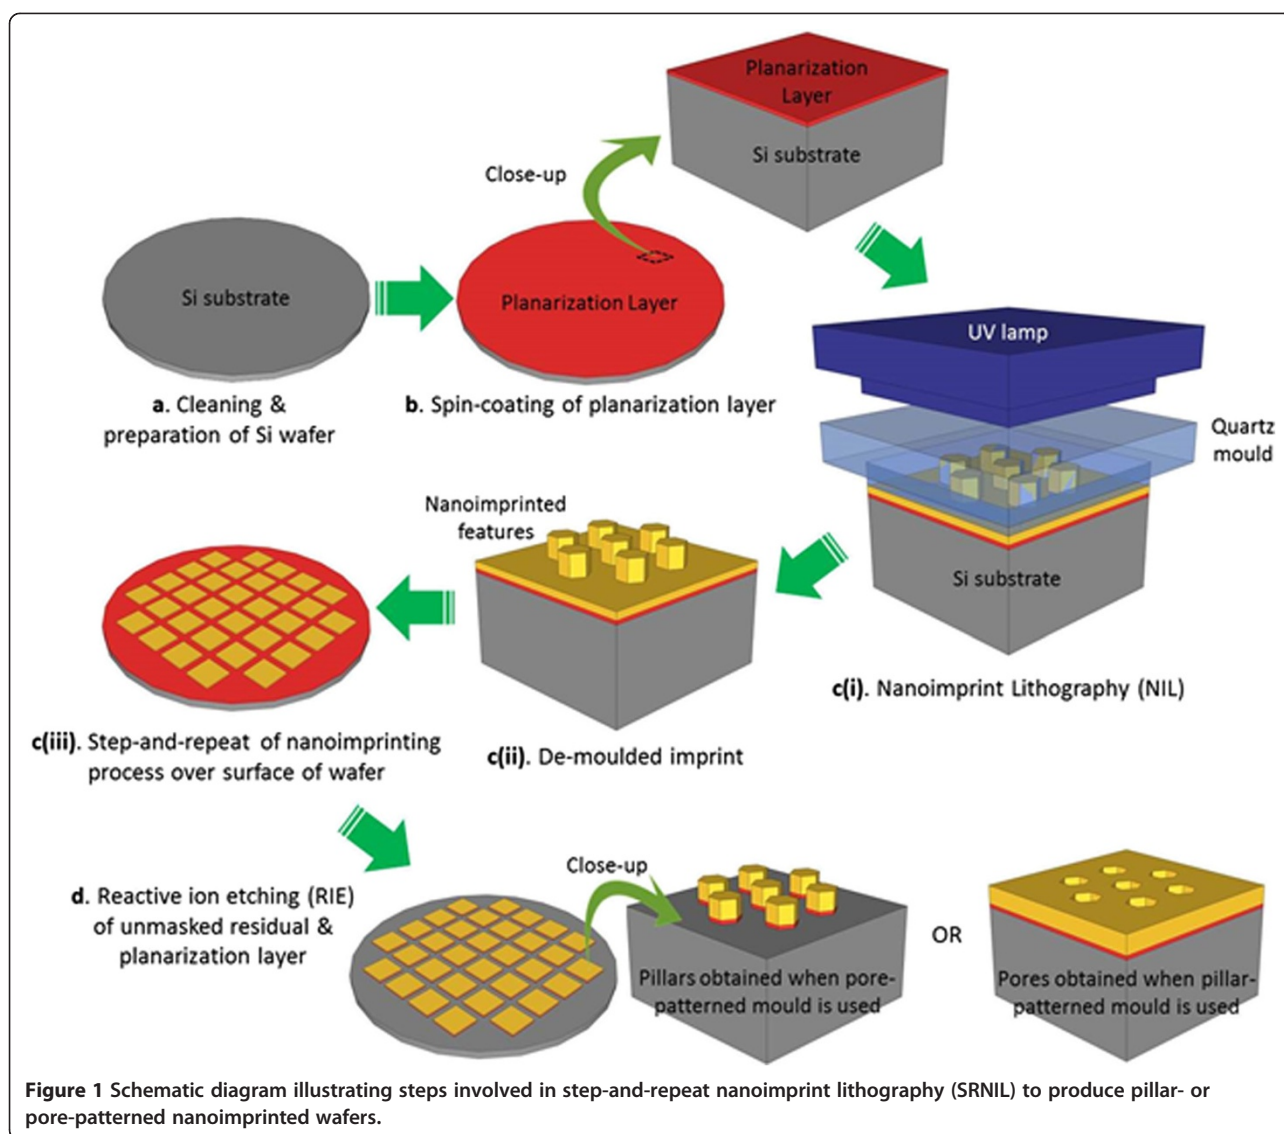 Planarization
Layer
Si substrate
Close-up
Si substrate
Planarization Layer
a. Cleaning &
preparation of Si wafer
b. Spin-coating of planarization layer
UV lamp
Quartz
mould
Si substrate
c(i). Nanoimprint Lithography (NIL)
Nanoimprinted
features
c(ii). De-moulded imprint
c(iii). Step-and-repeat of nanoimprinting
process over surface of wafer
d. Reactive ion etching (RIE)
of unmasked residual &
planarization layer
Close-up
Pillars obtained when pore-
patterned mould is used
OR
Pores obtained when pillar-
patterned mould is used
Figure 1 Schematic diagram illustrating steps involved in step-and-repeat nanoimprint lithography (SRNIL) to produce pillar- or
pore-patterned nanoimprinted wafers.